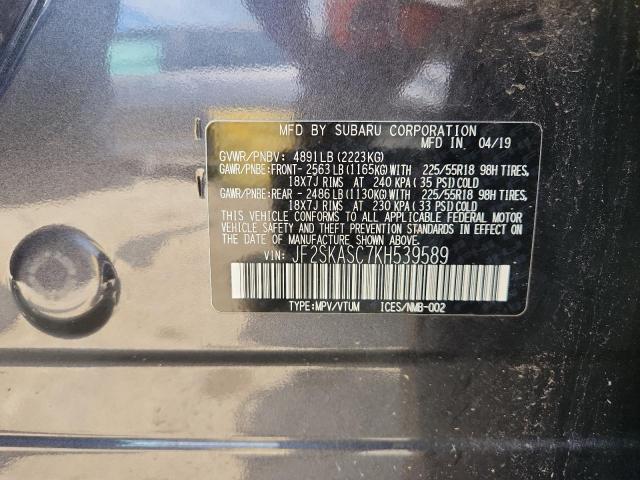 MFD BY SUBARU CORPORATION
MFD IN 04/19
GVWR/PNBV: 4891LB (2223KG)
GAWR/PNBE:FRONT- 2563 LB (1165KG) WITH 225/55R18 98H TIRES,
18X7J RIMS AT 240 KPA (35 PSI) COLD
GAWR/PNBE:REAR - 2486 LB (1130KG) WITH 225/55R18 98H TIRES,
18X7J RIMS AT 230 KPA (33 PSI) COLD
THIS VEHICLE CONFORMS TO ALL APPLICABLE FEDERAL MOTOR
VEHICLE SAFETY AND THEFT PREVENTION STANDARDS IN EFFECT
ON THE DATE OF MANUFACTURE SHOWN ABOVE.
VIN: JF2SKASC7KH539589
TYPE:MPV/VTUM ICES/NMB-002